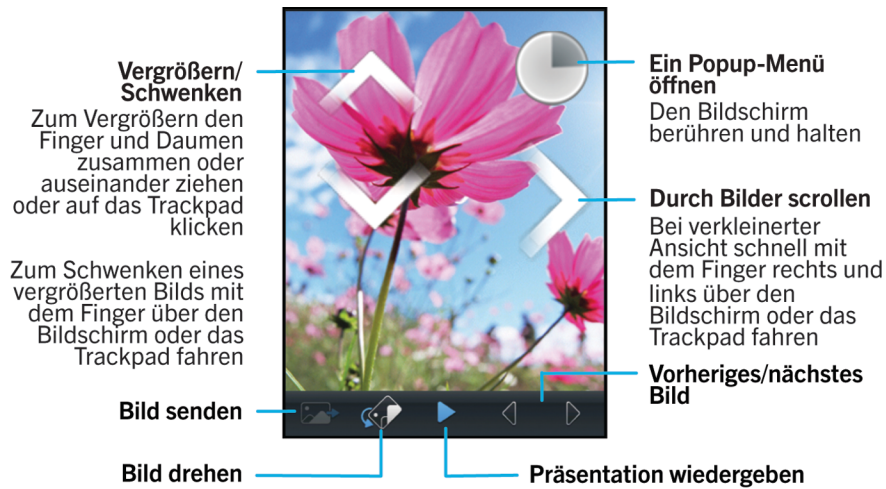 Vergrößern/
Schwenken
Zum Vergrößern den
Finger und Daumen
zusammen oder
auseinander ziehen
oder auf das Trackpad
klicken
Zum Schwenken eines
vergrößerten Bilds mit
dem Finger über den
Bildschirm oder das
Trackpad fahren
Bild senden
Bild drehen
Ein Popup-Menü
öffnen
Den Bildschirm
berühren und halten
Durch Bilder scrollen
Bei verkleinerter
Ansicht schnell mit
dem Finger rechts und
links über den
Bildschirm oder das
Trackpad fahren
Vorheriges/nächstes
Bild
Präsentation wiedergeben